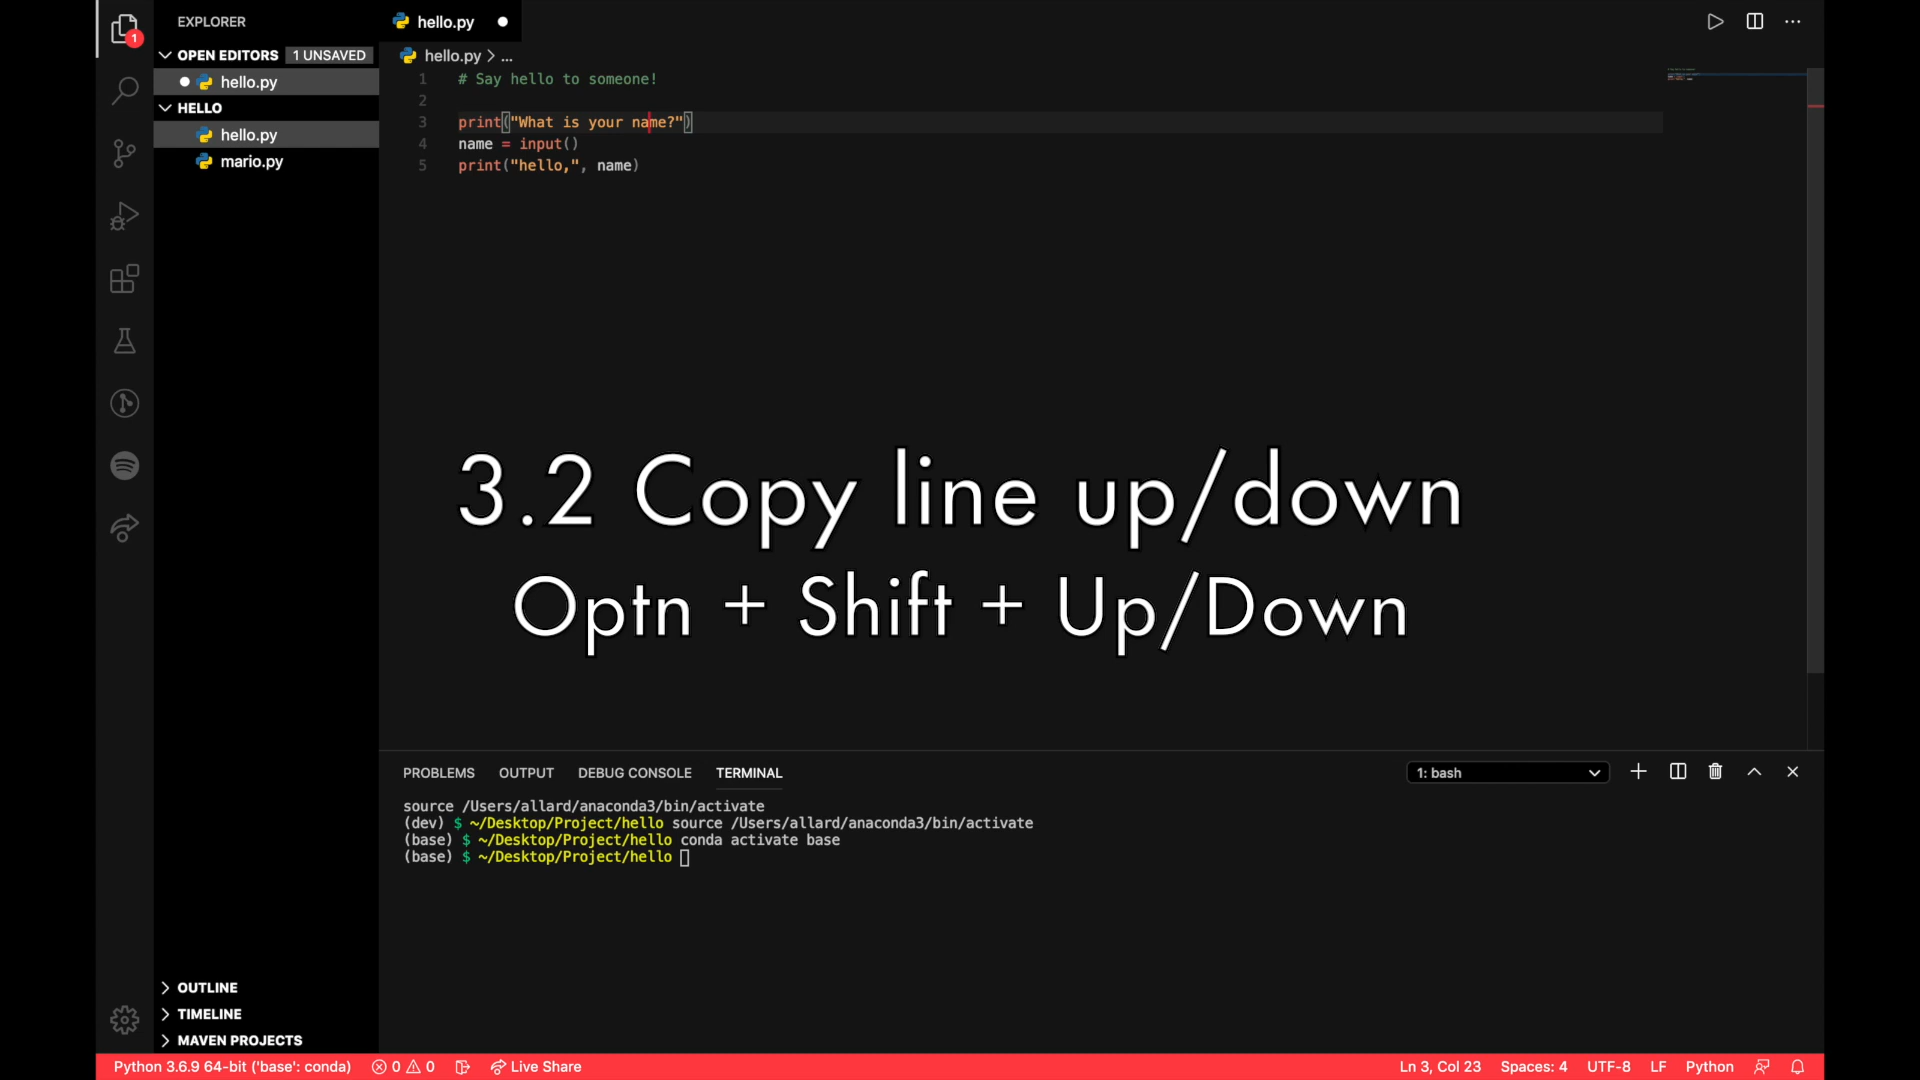 EXPLORER
OPEN EDITORS 1 UNSAVED
hello.py
HELLO
hello.py
mario.py
OUTLINE
TIMELINE
MAVEN PROJECTS
1
hello.py
hello.py > ...
1 # Say hello to someone!
2
3 print("What is your name?")
4 name = input()
5 print("hello,", name)
3.2 Copy line up/down
Optn + Shift + Up/Down
PROBLEMS OUTPUT DEBUG CONSOLE TERMINAL
1: bash
source /Users/allard/anaconda3/bin/activate
(dev) $ ~/Desktop/Project/hello source /Users/allard/anaconda3/bin/activate
(base) $ ~/Desktop/Project/hello conda activate base
(base) $ ~/Desktop/Project/hello
Python 3.6.9 64-bit ('base': conda) 0 0 Live Share Ln 3, Col 23 Spaces: 4 UTF-8 LF Python